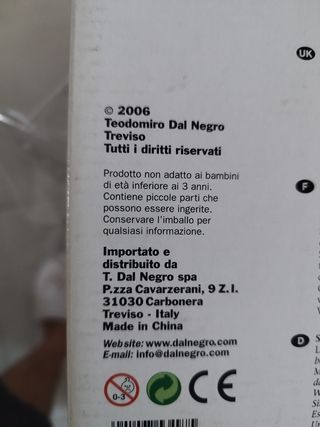 © 2006
Teodomiro Dal Negro
Treviso
Tutti i diritti riservati
Prodotto non adatto ai bambini
di età inferiore ai 3 anni.
Contiene piccole parti che
possono essere ingerite.
Conservare l'imballo per
qualsiasi informazione.
Importato e
distribuito da
T. Dal Negro spa
P.zza Cavarzerani, 9 Z.I.
31030 Carbonera
Treviso - Italy
Made in China
Web site: www.dalnegro.com
E-mail: info@dalnegro.com
0-3 CE
UK
F
D